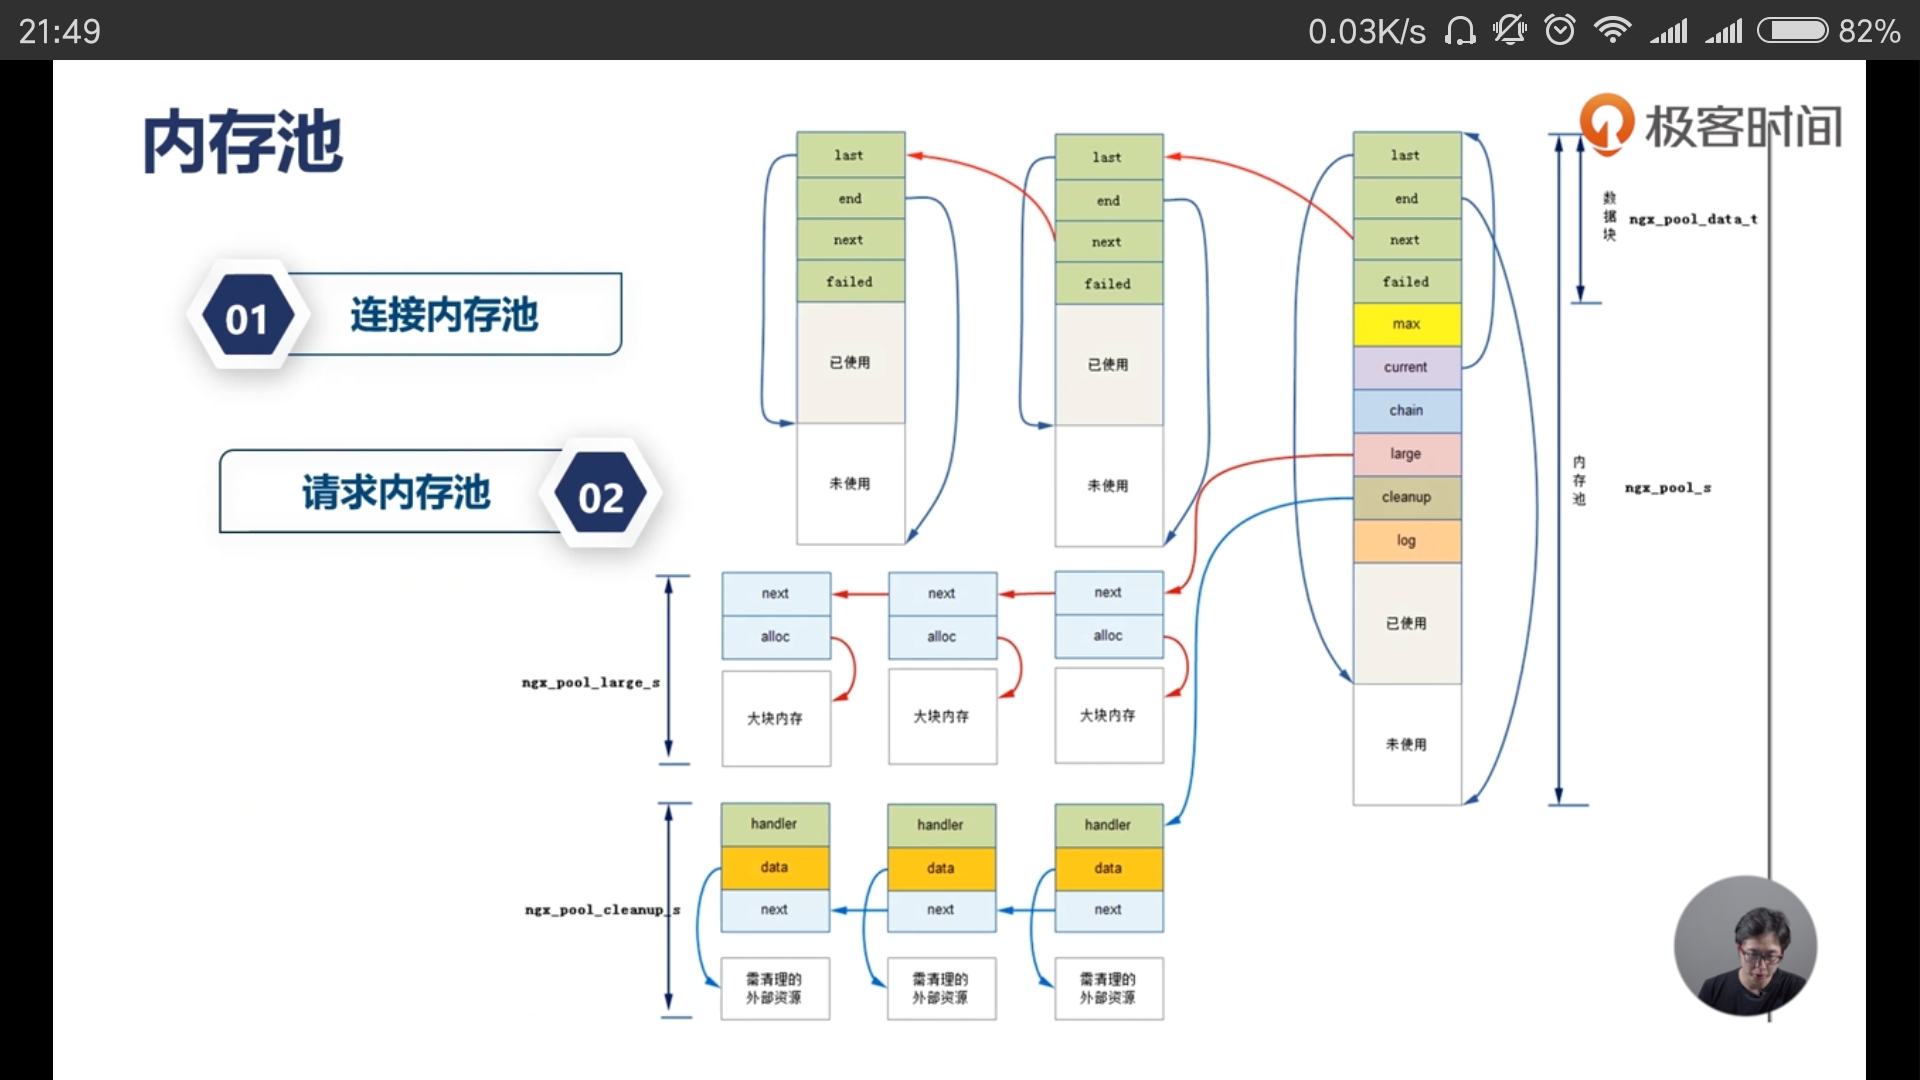 21:49
0.03K/s
82%
内存池
极客时间
01
连接内存池
请求内存池
02
last
end
next
failed
已使用
未使用
last
end
next
failed
已使用
未使用
last
end
next
failed
max
current
chain
large
cleanup
log
已使用
未使用
数据块
ngx_pool_data_t
内存池
ngx_pool_s
ngx_pool_large_s
next
alloc
大块内存
next
alloc
大块内存
next
alloc
大块内存
ngx_pool_cleanup_s
handler
data
next
需清理的
外部资源
handler
data
next
需清理的
外部资源
handler
data
next
需清理的
外部资源